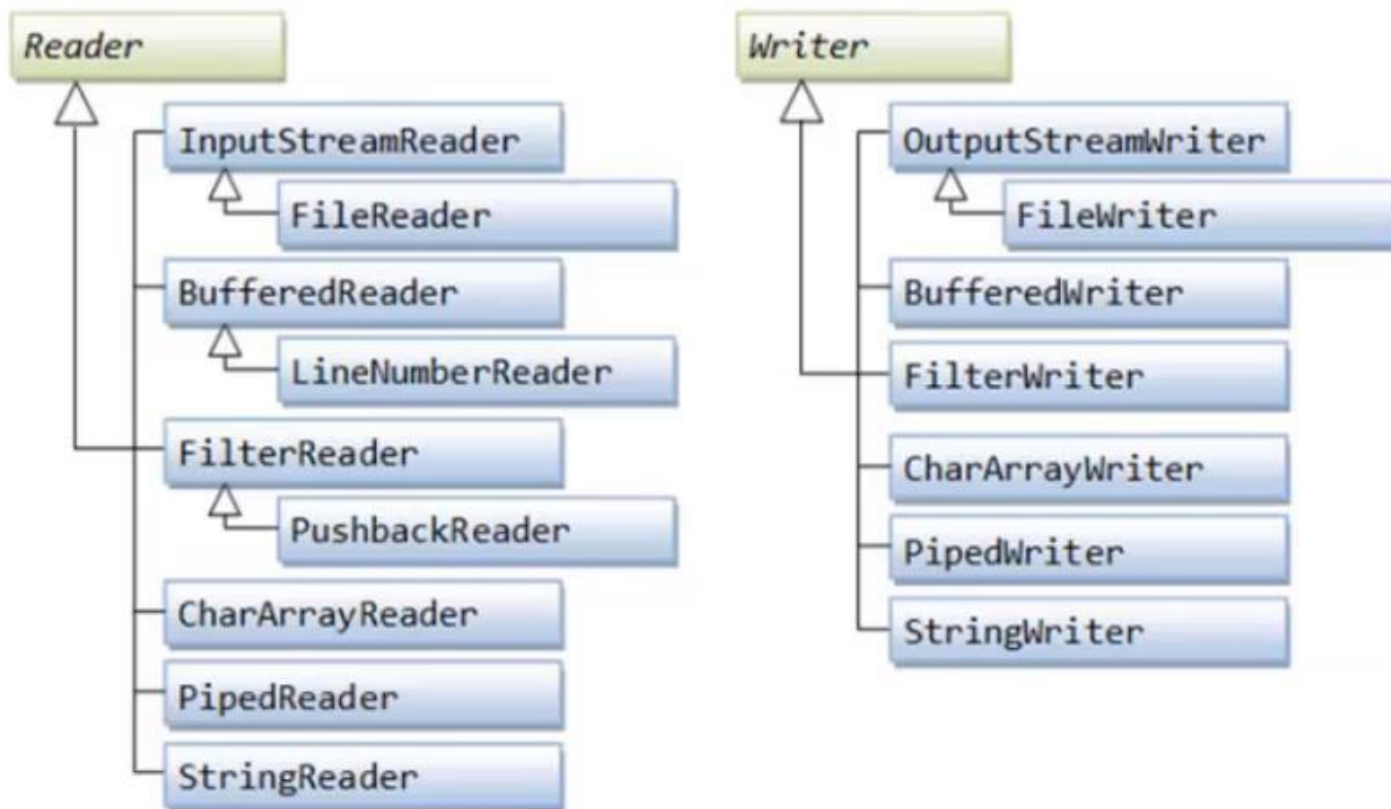 Reader
InputStreamReader
FileReader
BufferedReader
LineNumberReader
FilterReader
PushbackReader
CharArrayReader
PipedReader
StringReader
Writer
OutputStreamWriter
FileWriter
BufferedWriter
FilterWriter
CharArrayWriter
PipedWriter
StringWriter